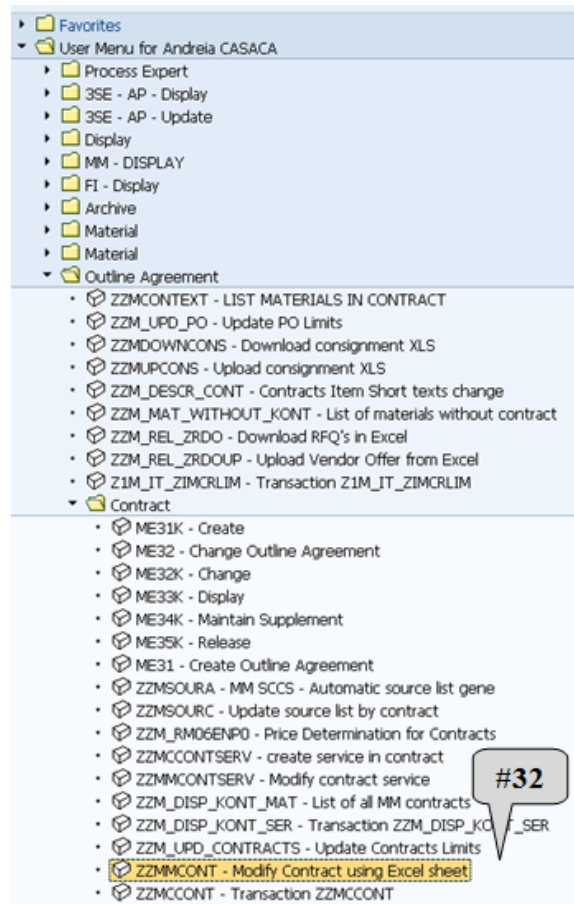 Favorites
User Menu for Andreia CASACA
Process Expert
3SE - AP - Display
3SE - AP - Update
Display
MM - DISPLAY
FI - Display
Archive
Material
Material
Outline Agreement
ZZMCONTEXT - LIST MATERIALS IN CONTRACT
ZZM_UPD_PO - Update PO Limits
ZZMDOWNCONS - Download consignment XLS
ZZMUPCONS - Upload consignment XLS
ZZM_DESCR_CONT - Contracts Item Short texts change
ZZM_MAT_WITHOUT_KONT - List of materials without contract
ZZM_REL_ZRDO - Download RFQ's in Excel
ZZM_REL_ZRDOUP - Upload Vendor Offer from Excel
Z1M_IT_ZIMCRLIM - Transaction Z1M_IT_ZIMCRLIM
Contract
ME31K - Create
ME32 - Change Outline Agreement
ME32K - Change
ME33K - Display
ME34K - Maintain Supplement
ME35K - Release
ME31 - Create Outline Agreement
ZZMSOURA - MM SCCS - Automatic source list gene
ZZMSOURC - Update source list by contract
ZZM_RM06ENP0 - Price Determination for Contracts
ZZMCCONTSERV - create service in contract
ZZMMCONTSERV - Modify contract service
#32
ZZM_DISP_KONT_MAT - List of all MM contracts
ZZM_DISP_KONT_SER - Transaction ZZM_DISP_KONT_SER
ZZM_UPD_CONTRACTS - Update Contracts Limits
ZZMMCONT - Modify Contract using Excel sheet
ZZMCCONT - Transaction ZZMCCONT